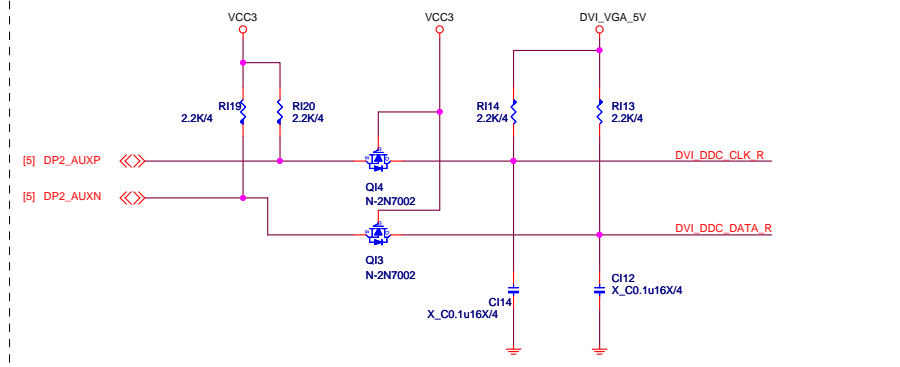 VCC3
VCC3
DVI_VGA_5V
RI19
2.2K/4
RI20
2.2K/4
RI14
2.2K/4
RI13
2.2K/4
[5] DP2_AUXP
DVI_DDC_CLK_R
QI4
N-2N7002
[5] DP2_AUXN
DVI_DDC_DATA_R
QI3
N-2N7002
CI14
X_C0.1u16X/4
CI12
X_C0.1u16X/4